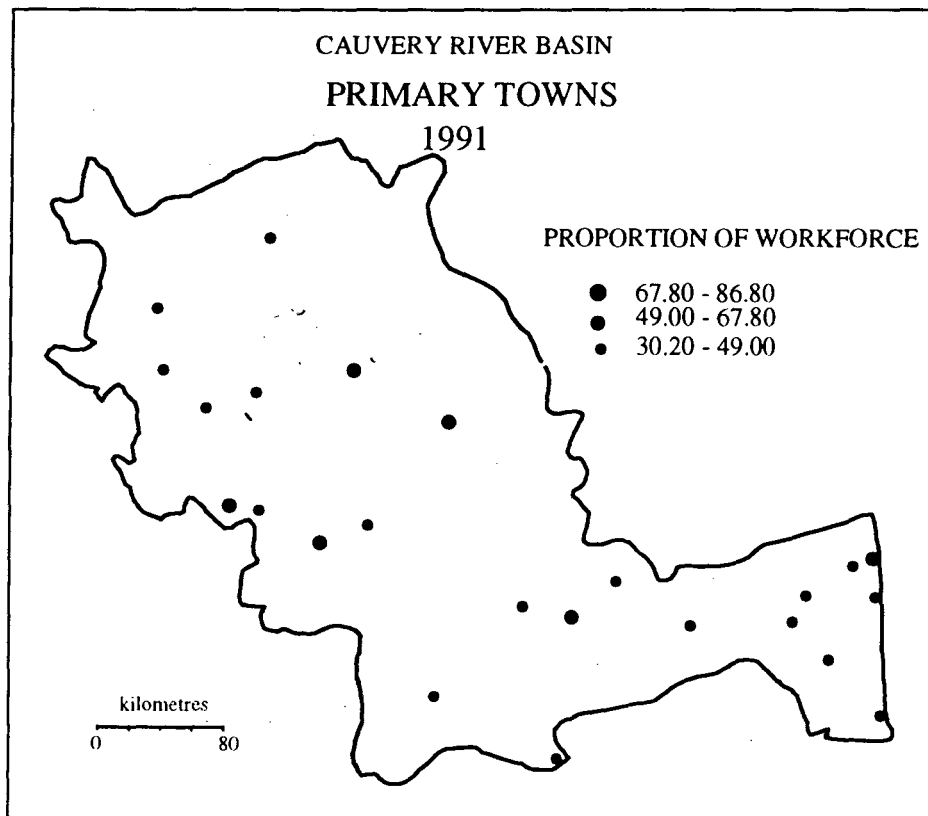 CAUVERY RIVER BASIN
PRIMARY TOWNS
1991
PROPORTION OF WORKFORCE
67.80 - 86.80
49.00 - 67.80
30.20 - 49.00
kilometres
0 80